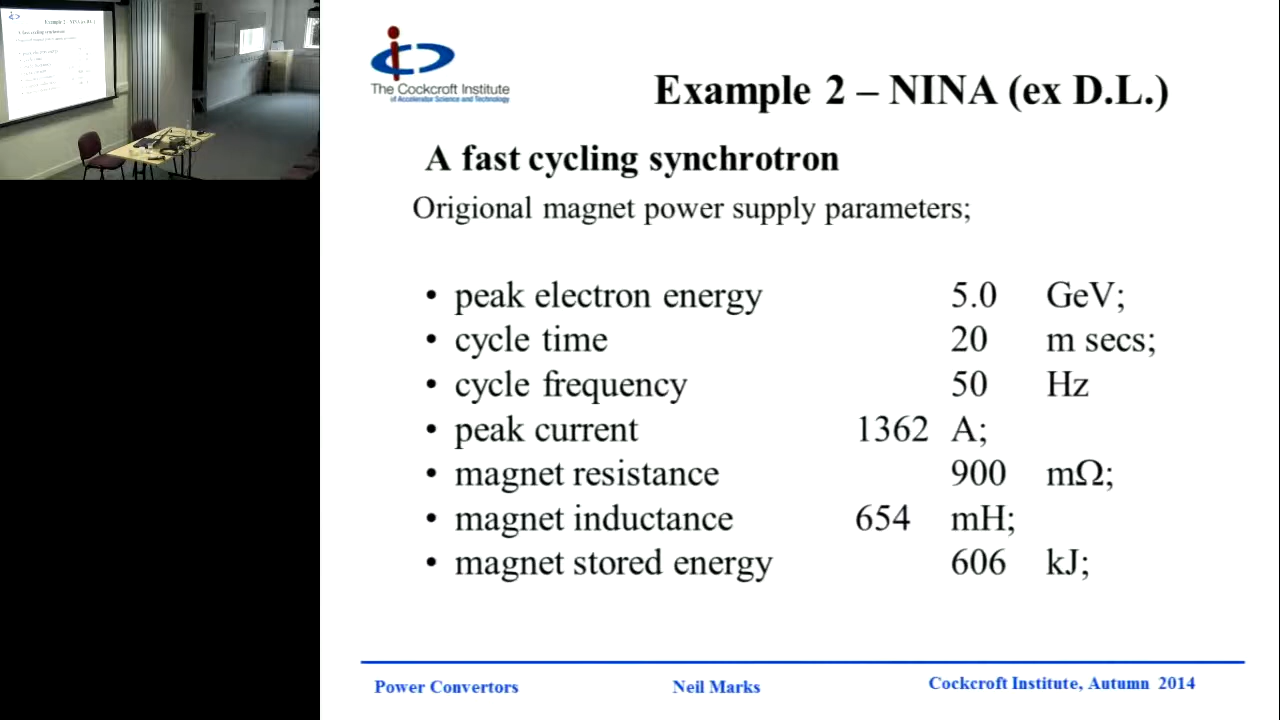 The Cockcroft Institute
of Accelerator Science and Technology
Example 2 – NINA (ex D.L.)
A fast cycling synchrotron
Origional magnet power supply parameters;
• peak electron energy 5.0 GeV;
• cycle time 20 m secs;
• cycle frequency 50 Hz
• peak current 1362 A;
• magnet resistance 900 mΩ;
• magnet inductance 654 mH;
• magnet stored energy 606 kJ;
Power Convertors Neil Marks Cockcroft Institute, Autumn 2014